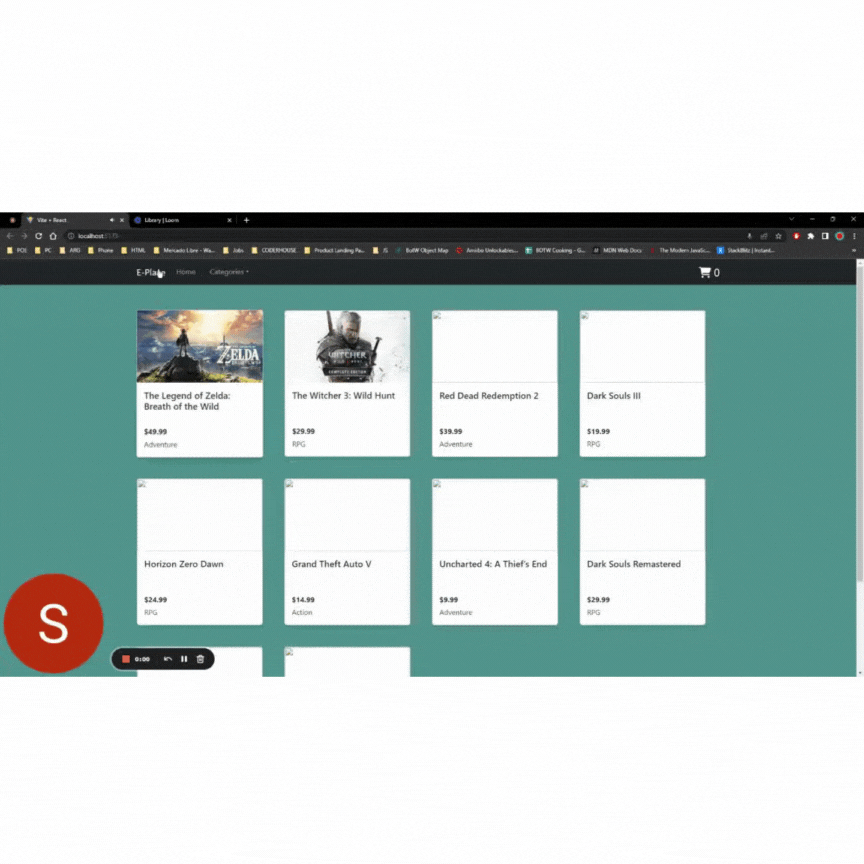 Vite + React
Library | Loom
localhost:5173
POE
PC
ARG
iPhone
HTML
Mercado Libre - Wa...
Jobs
CODERHOUSE
Product Landing Pa...
JS
BotW Object Map
Amiibo Unlockables...
BOTW Cooking - G...
MDN Web Docs
The Modern JavaSc...
StackBlitz | Instant...
Home
Categories
0
ZELDA
WITCHER
The Legend of Zelda:
Breath of the Wild
$49.99
Adventure
The Witcher 3: Wild Hunt
$29.99
RPG
Red Dead Redemption 2
$39.99
Adventure
Dark Souls III
$19.99
RPG
Horizon Zero Dawn
$24.99
RPG
Grand Theft Auto V
$14.99
Action
Uncharted 4: A Thief's End
$9.99
Adventure
Dark Souls Remastered
$29.99
RPG
S
0:00